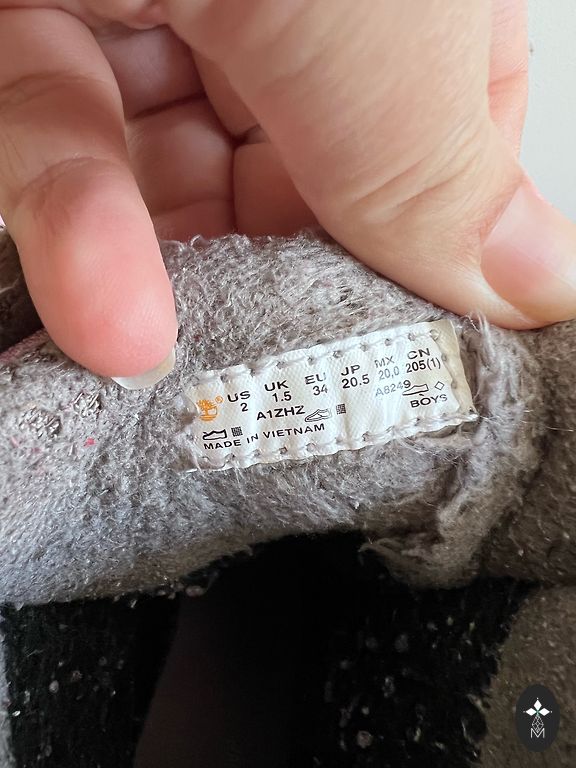 US UK EU JP MX CN
2 1.5 34 20.5 20,0 205(1)
A1ZHZ A8249
BOYS
MADE IN VIETNAM
M